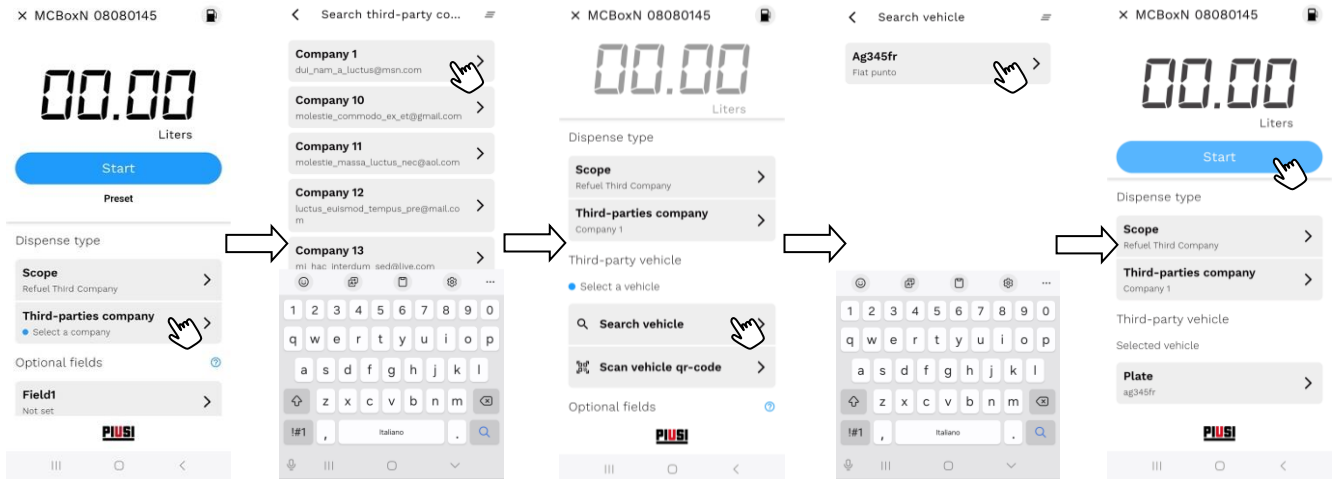 MCBoxN 08080145
00.00
Liters
Start
Preset
Dispense type
Scope
Refuel Third Company
Third-parties company
Select a company
Optional fields
Field1
Not set
PIUSI
Search third-party co...
Company 1
dui_nam_a_luctus@msn.com
Company 10
molestie_commodo_ex_et@gmail.com
Company 11
molestie_massa_luctus_nec@aol.com
Company 12
luctus_euismod_tempus_pre@mail.co
m
Company 13
mi_hac_interdum_sed@live.com
1 2 3 4 5 6 7 8 9 0
q w e r t y u i o p
a s d f g h j k l
z x c v b n m
!#1 , Italiano .
MCBoxN 08080145
00.00
Liters
Dispense type
Scope
Refuel Third Company
Third-parties company
Company 1
Third-party vehicle
Select a vehicle
Search vehicle
Scan vehicle qr-code
Optional fields
PIUSI
Search vehicle
Ag345fr
Fiat punto
1 2 3 4 5 6 7 8 9 0
q w e r t y u i o p
a s d f g h j k l
z x c v b n m
!#1 , Italiano .
MCBoxN 08080145
00.00
Liters
Start
Dispense type
Scope
Refuel Third Company
Third-parties company
Company 1
Third-party vehicle
Selected vehicle
Plate
ag345fr
PIUSI